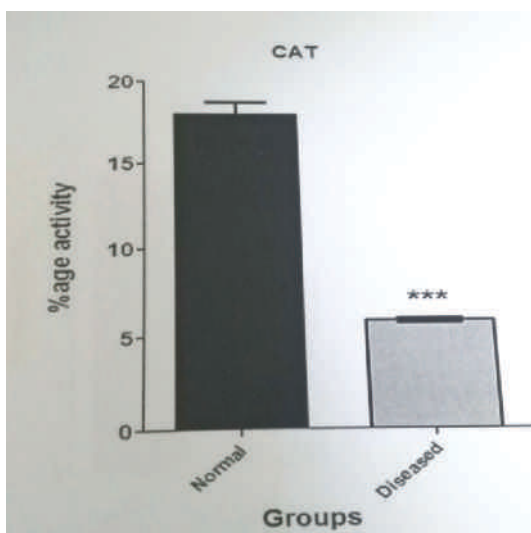 CAT
20
15
10
5
0
%age activity
***
Normal
Diseased
Groups